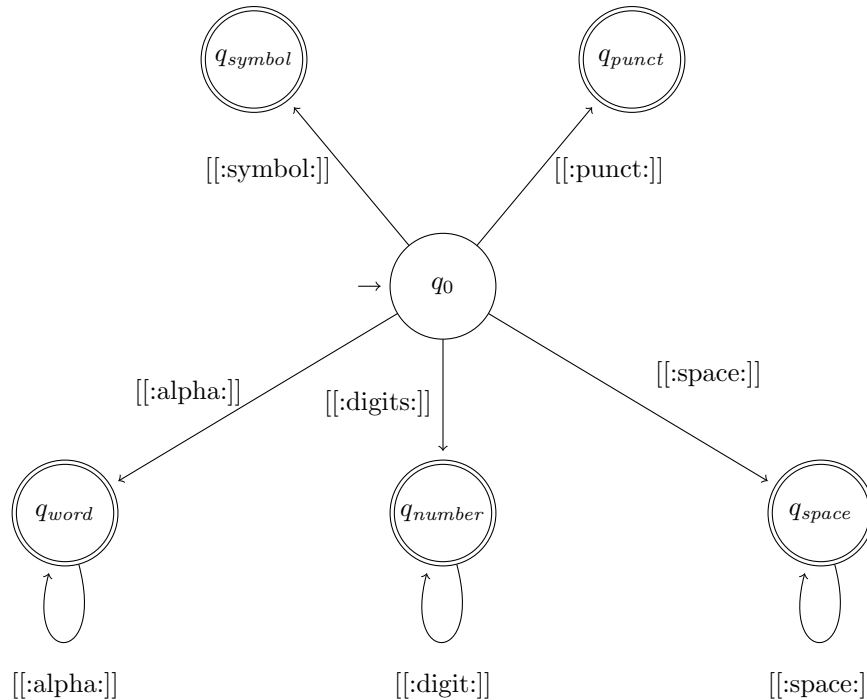 q_symbol
q_punct
[[:symbol:]]
[[:punct:]]
→ q_0
[[:alpha:]]
[[:digits:]]
[[:space:]]
q_word
q_number
q_space
[[:alpha:]]
[[:digit:]]
[[:space:]